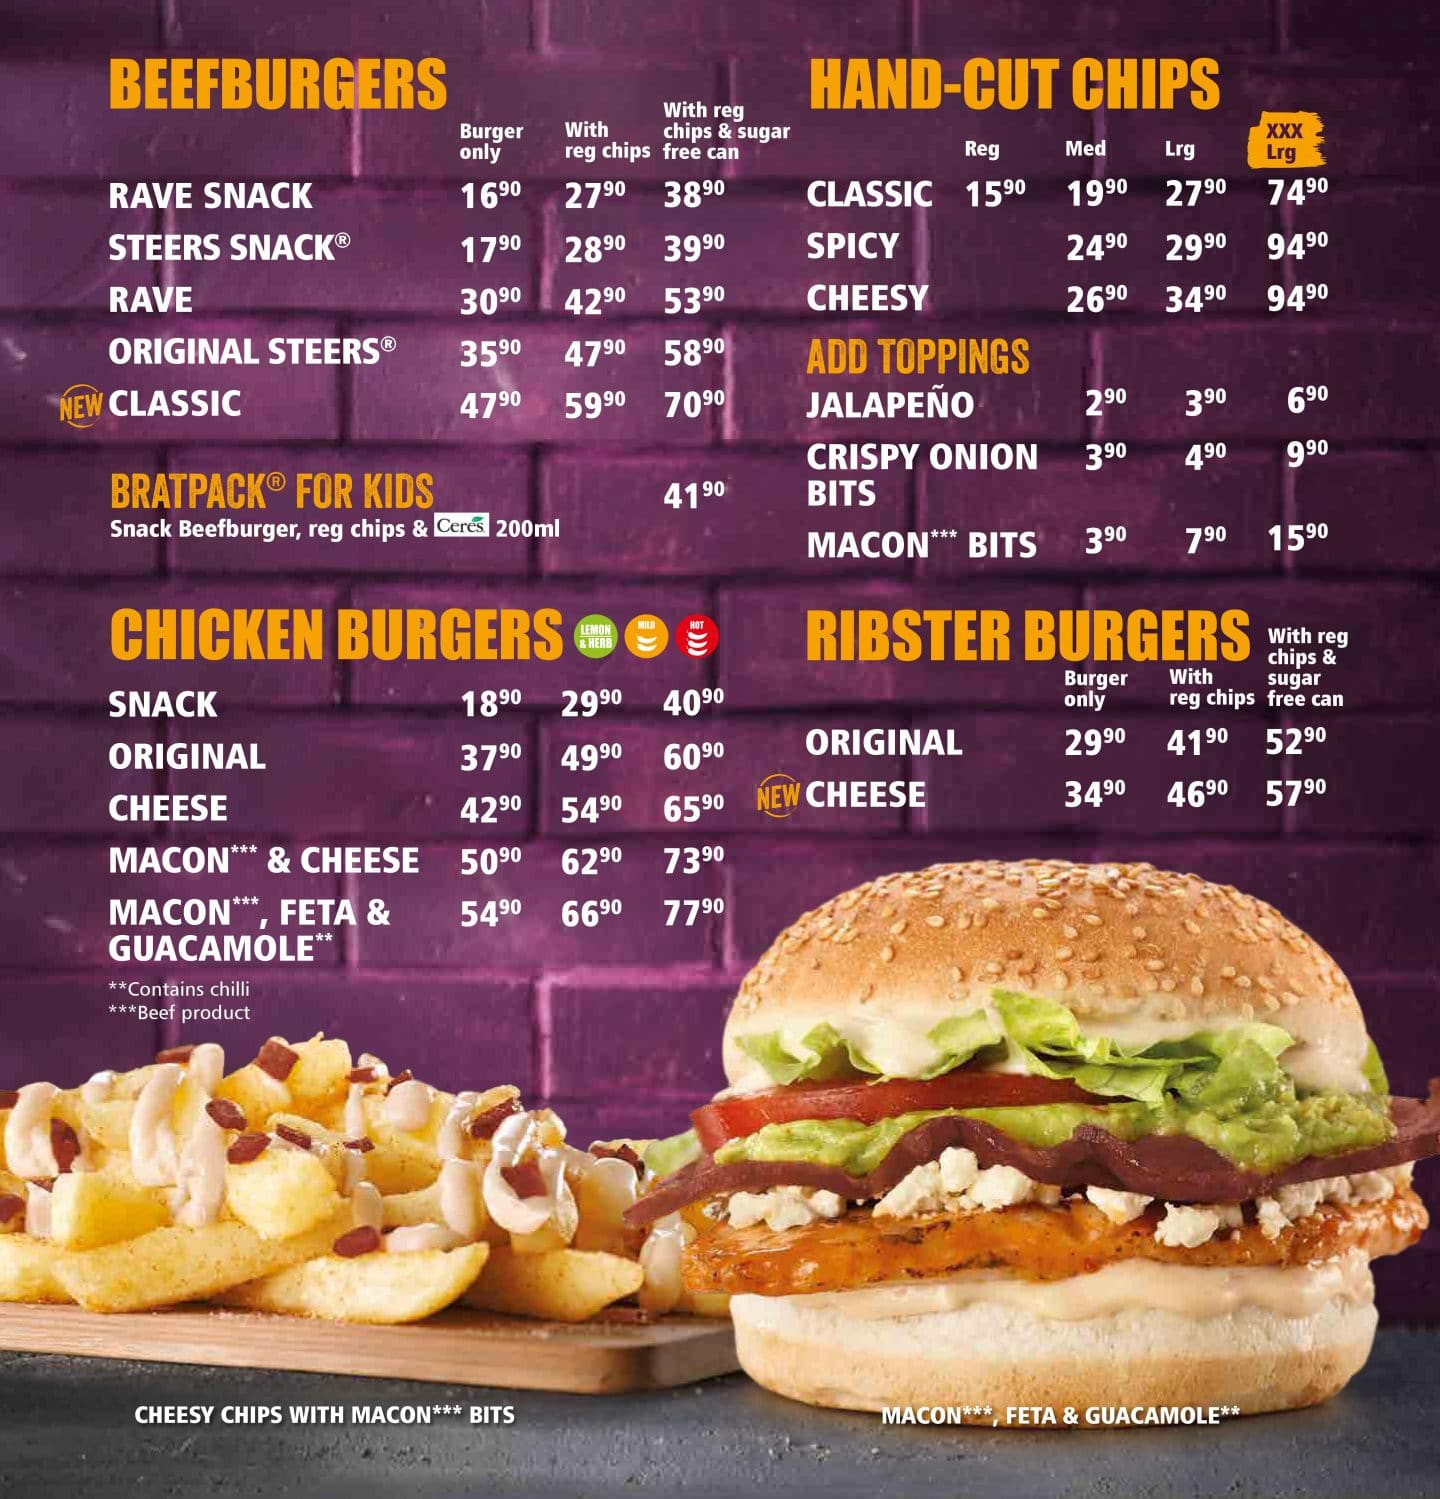 BEEFBURGERS
Burger only With reg chips With reg chips & sugar free can
RAVE SNACK 16⁹⁰ 27⁹⁰ 38⁹⁰
STEERS SNACK® 17⁹⁰ 28⁹⁰ 39⁹⁰
RAVE 30⁹⁰ 42⁹⁰ 53⁹⁰
ORIGINAL STEERS® 35⁹⁰ 47⁹⁰ 58⁹⁰
NEW CLASSIC 47⁹⁰ 59⁹⁰ 70⁹⁰
BRATPACK® FOR KIDS 41⁹⁰
Snack Beefburger, reg chips & Ceres 200ml
CHICKEN BURGERS LEMON & HERB MILD HOT
SNACK 18⁹⁰ 29⁹⁰ 40⁹⁰
ORIGINAL 37⁹⁰ 49⁹⁰ 60⁹⁰
CHEESE 42⁹⁰ 54⁹⁰ 65⁹⁰
MACON*** & CHEESE 50⁹⁰ 62⁹⁰ 73⁹⁰
MACON***, FETA & 54⁹⁰ 66⁹⁰ 77⁹⁰
GUACAMOLE**
**Contains chilli
***Beef product
HAND-CUT CHIPS
Reg Med Lrg XXX Lrg
CLASSIC 15⁹⁰ 19⁹⁰ 27⁹⁰ 74⁹⁰
SPICY 24⁹⁰ 29⁹⁰ 94⁹⁰
CHEESY 26⁹⁰ 34⁹⁰ 94⁹⁰
ADD TOPPINGS
JALAPEÑO 2⁹⁰ 3⁹⁰ 6⁹⁰
CRISPY ONION 3⁹⁰ 4⁹⁰ 9⁹⁰
BITS
MACON*** BITS 3⁹⁰ 7⁹⁰ 15⁹⁰
RIBSTER BURGERS
Burger only With reg chips With reg chips & sugar free can
ORIGINAL 29⁹⁰ 41⁹⁰ 52⁹⁰
NEW CHEESE 34⁹⁰ 46⁹⁰ 57⁹⁰
CHEESY CHIPS WITH MACON*** BITS
MACON***, FETA & GUACAMOLE**